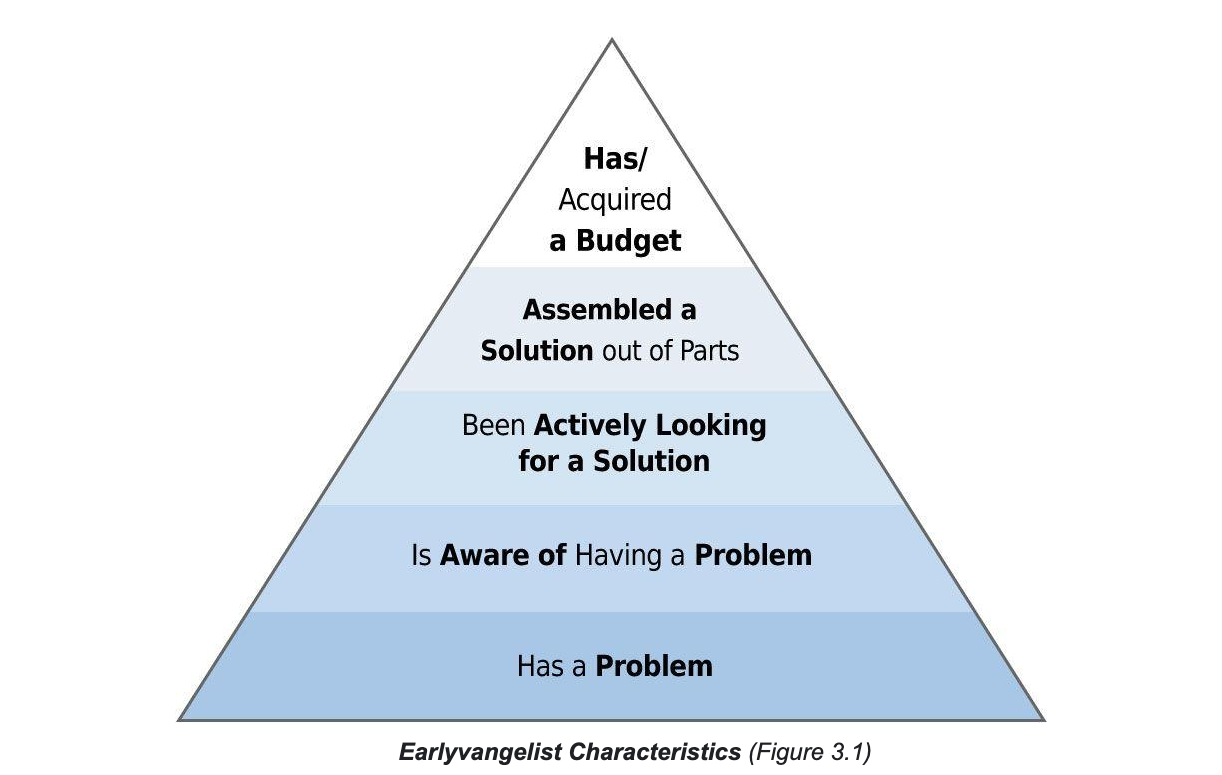 Has/
Acquired
a Budget
Assembled a
Solution out of Parts
Been Actively Looking
for a Solution
Is Aware of Having a Problem
Has a Problem
Earlyvangelist Characteristics (Figure 3.1)